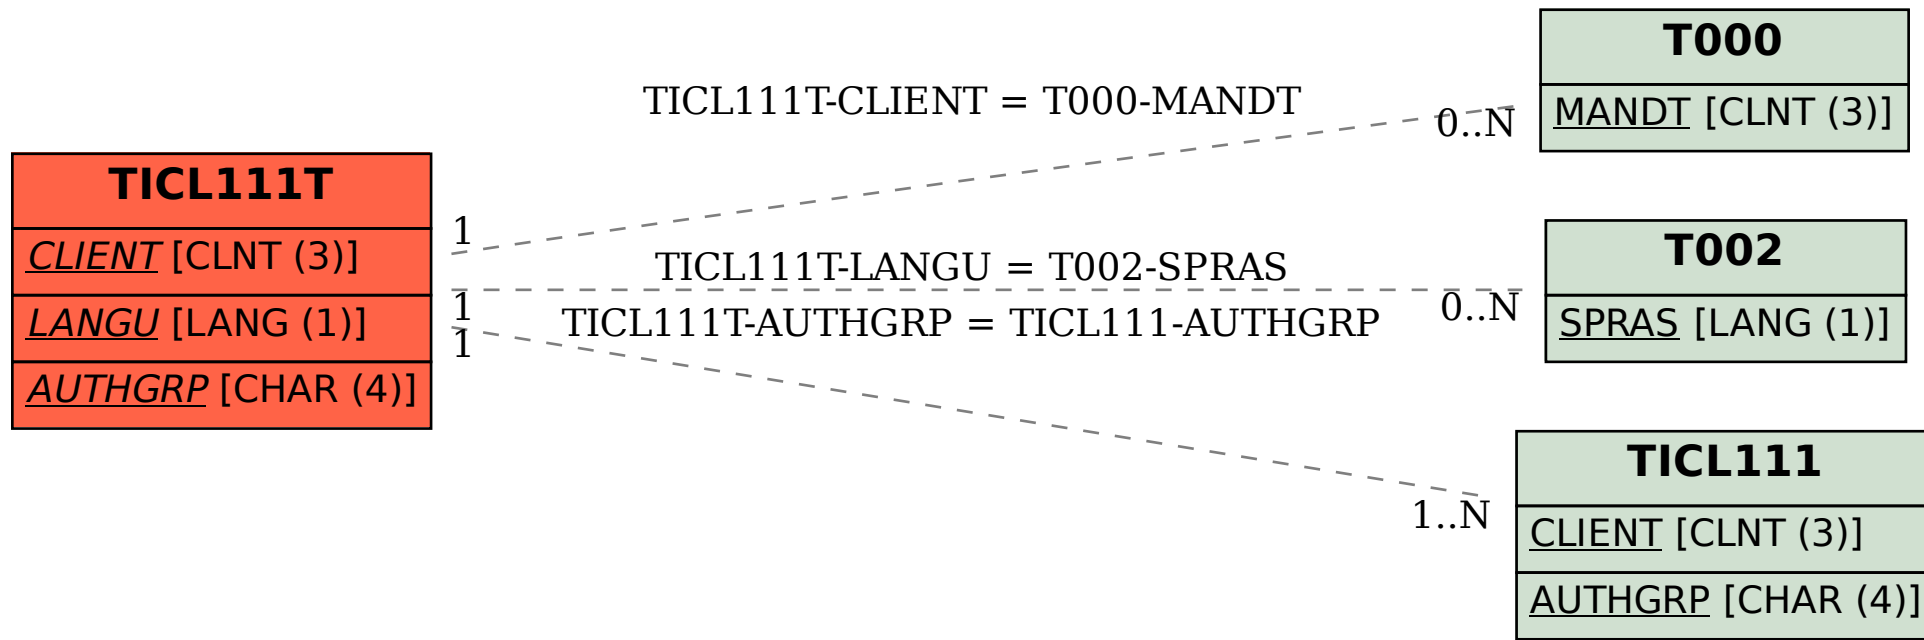 TICL111T
CLIENT [CLNT (3)]
LANGU [LANG (1)]
AUTHGRP [CHAR (4)]
TICL111T-CLIENT = T000-MANDT
1
0..N
TICL111T-LANGU = T002-SPRAS
1
0..N
TICL111T-AUTHGRP = TICL111-AUTHGRP
1
1..N
T000
MANDT [CLNT (3)]
T002
SPRAS [LANG (1)]
TICL111
CLIENT [CLNT (3)]
AUTHGRP [CHAR (4)]